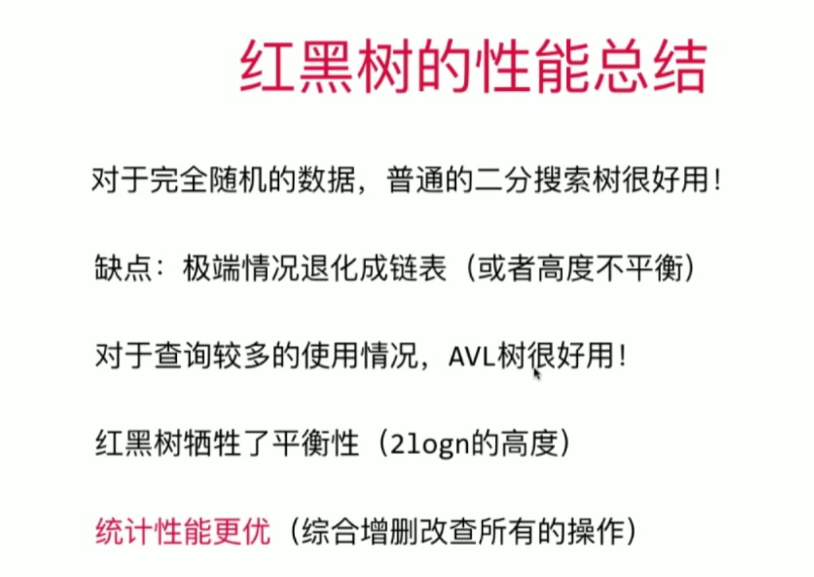 红黑树的性能总结
对于完全随机的数据，普通的二分搜索树很好用！
缺点：极端情况退化成链表（或者高度不平衡）
对于查询较多的使用情况，AVL树很好用！
红黑树牺牲了平衡性（2logn的高度）
统计性能更优（综合增删改查所有的操作）